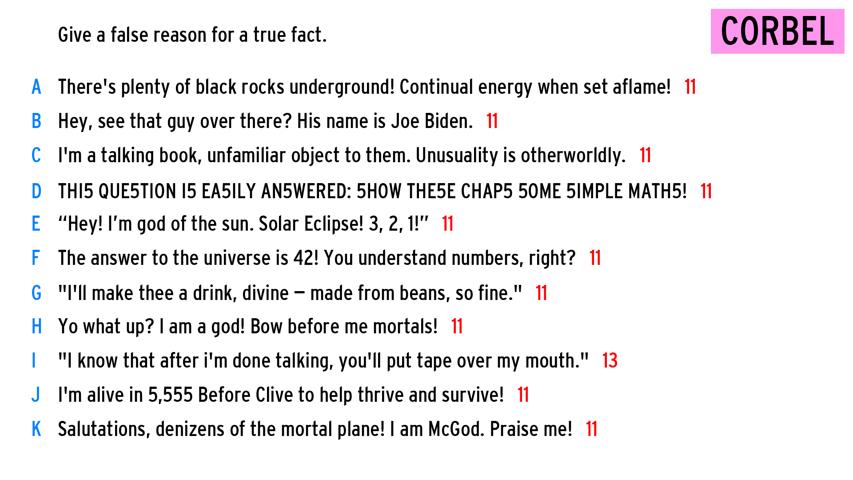 Give a false reason for a true fact.
CORBEL
A There's plenty of black rocks underground! Continual energy when set aflame! 11
B Hey, see that guy over there? His name is Joe Biden. 11
C I'm a talking book, unfamiliar object to them. Unusuality is otherworldly. 11
D THI5 QUE5TION I5 EA5ILY AN5WERED: 5HOW THE5E CHAP5 5OME 5IMPLE MATH5! 11
E “Hey! I’m god of the sun. Solar Eclipse! 3, 2, 1!” 11
F The answer to the universe is 42! You understand numbers, right? 11
G "I'll make thee a drink, divine — made from beans, so fine." 11
H Yo what up? I am a god! Bow before me mortals! 11
I "I know that after i'm done talking, you'll put tape over my mouth." 13
J I'm alive in 5,555 Before Clive to help thrive and survive! 11
K Salutations, denizens of the mortal plane! I am McGod. Praise me! 11